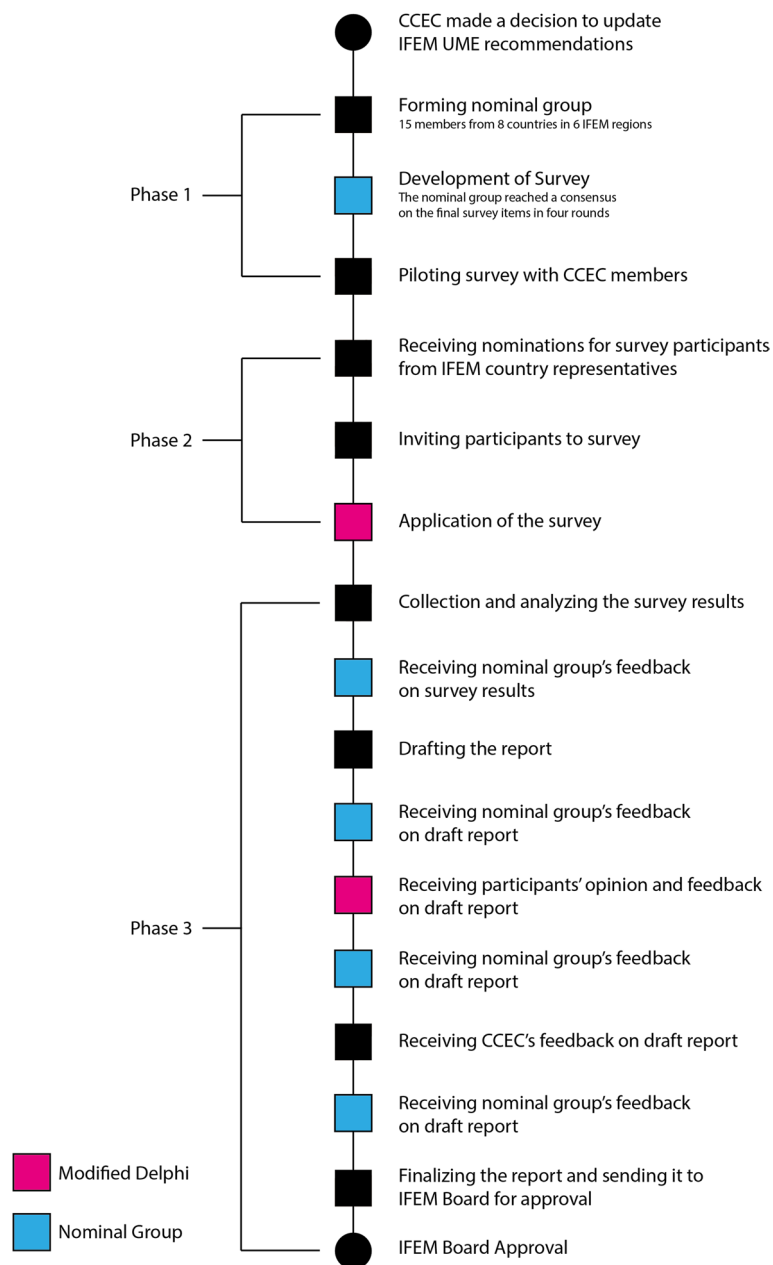 CCEC made a decision to update
IFEM UME recommendations
Forming nominal group
15 members from 8 countries in 6 IFEM regions
Phase 1
Development of Survey
The nominal group reached a consensus
on the final survey items in four rounds
Piloting survey with CCEC members
Receiving nominations for survey participants
from IFEM country representatives
Phase 2
Inviting participants to survey
Application of the survey
Collection and analyzing the survey results
Receiving nominal group's feedback
on survey results
Drafting the report
Receiving nominal group's feedback
on draft report
Receiving participants' opinion and feedback
on draft report
Phase 3
Receiving nominal group's feedback
on draft report
Receiving CCEC's feedback on draft report
Receiving nominal group's feedback
on draft report
Finalizing the report and sending it to
IFEM Board for approval
IFEM Board Approval
Modified Delphi
Nominal Group